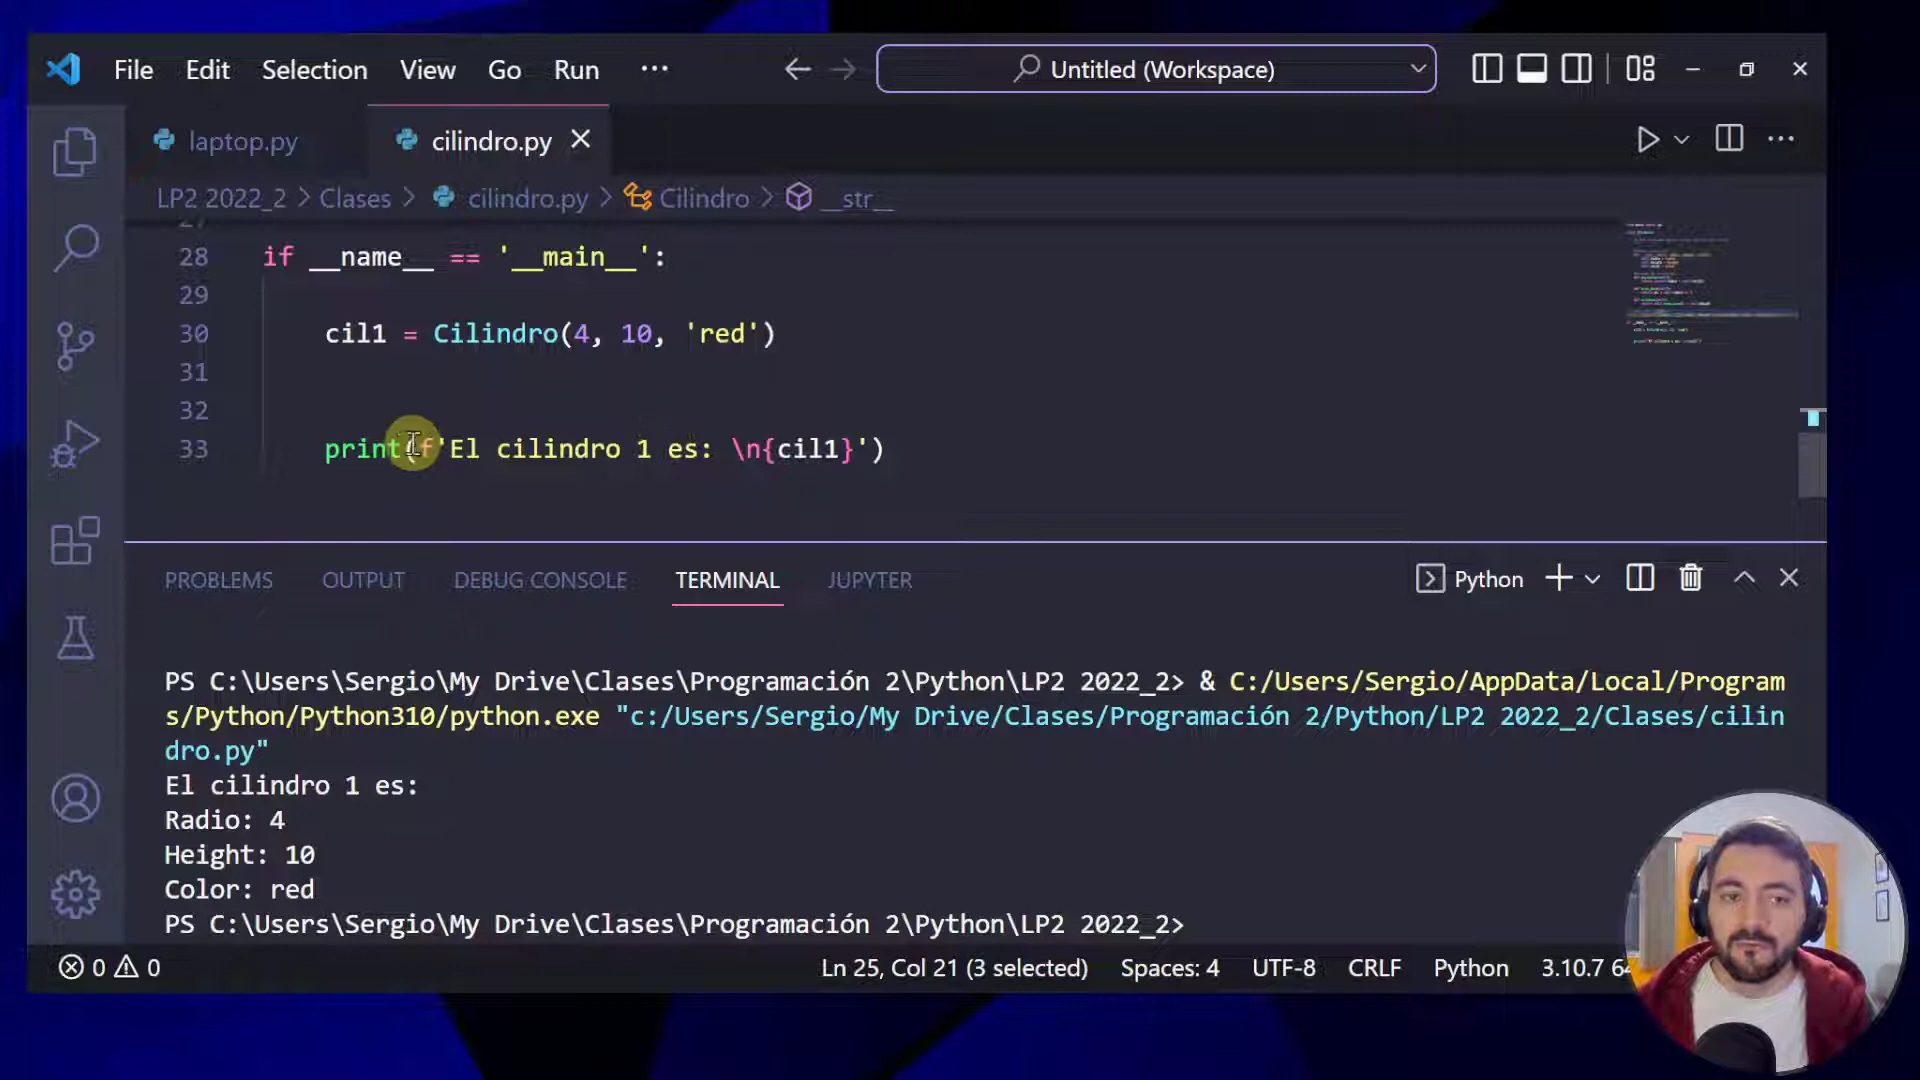 File Edit Selection View Go Run ··· Untitled (Workspace)
laptop.py cilindro.py
LP2 2022_2 > Clases > cilindro.py > Cilindro > __str__
27
28 if __name__ == '__main__':
29
30 cil1 = Cilindro(4, 10, 'red')
31
32
33 print(f'El cilindro 1 es: \n{cil1}')
PROBLEMS OUTPUT DEBUG CONSOLE TERMINAL JUPYTER Python
PS C:\Users\Sergio\My Drive\Clases\Programación 2\Python\LP2 2022_2> & C:/Users/Sergio/AppData/Local/Program
s/Python/Python310/python.exe "c:/Users/Sergio/My Drive/Clases/Programación 2/Python/LP2 2022_2/Clases/cilin
dro.py"
El cilindro 1 es:
Radio: 4
Height: 10
Color: red
PS C:\Users\Sergio\My Drive\Clases\Programación 2\Python\LP2 2022_2>
0 0 Ln 25, Col 21 (3 selected) Spaces: 4 UTF-8 CRLF Python 3.10.7